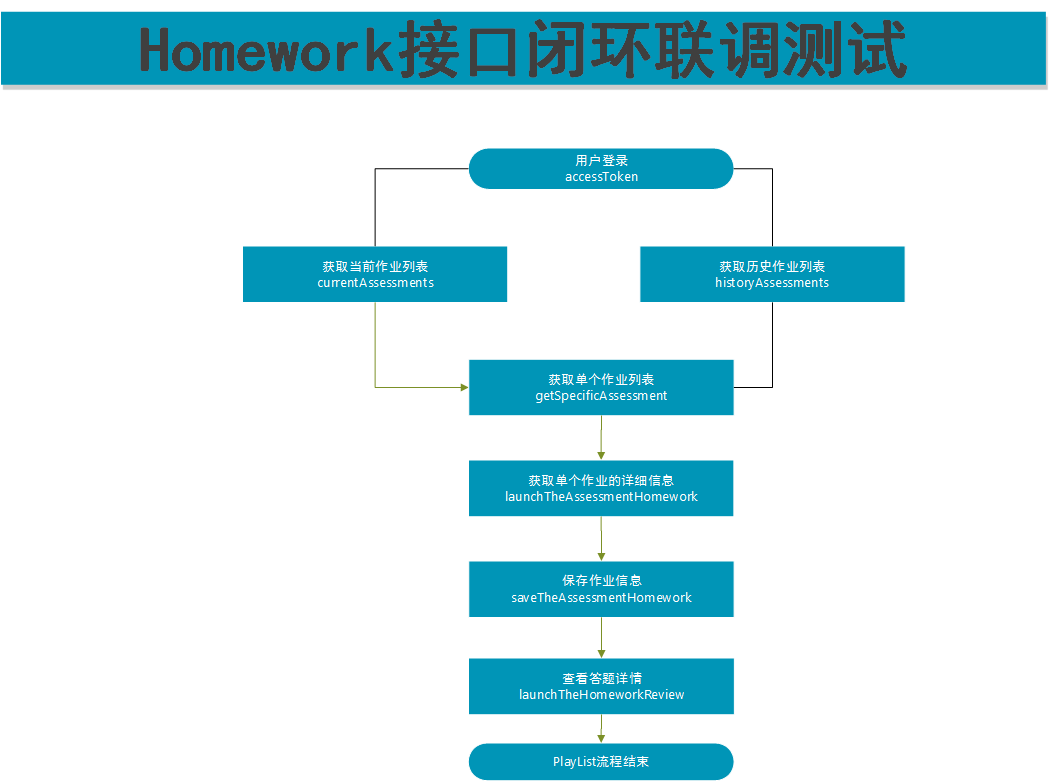 Homework接口闭环联调测试
用户登录
accessToken
获取当前作业列表
currentAssessments
获取历史作业列表
historyAssessments
获取单个作业列表
getSpecificAssessment
获取单个作业的详细信息
launchTheAssessmentHomework
保存作业信息
saveTheAssessmentHomework
查看答题详情
launchTheHomeworkReview
PlayList流程结束